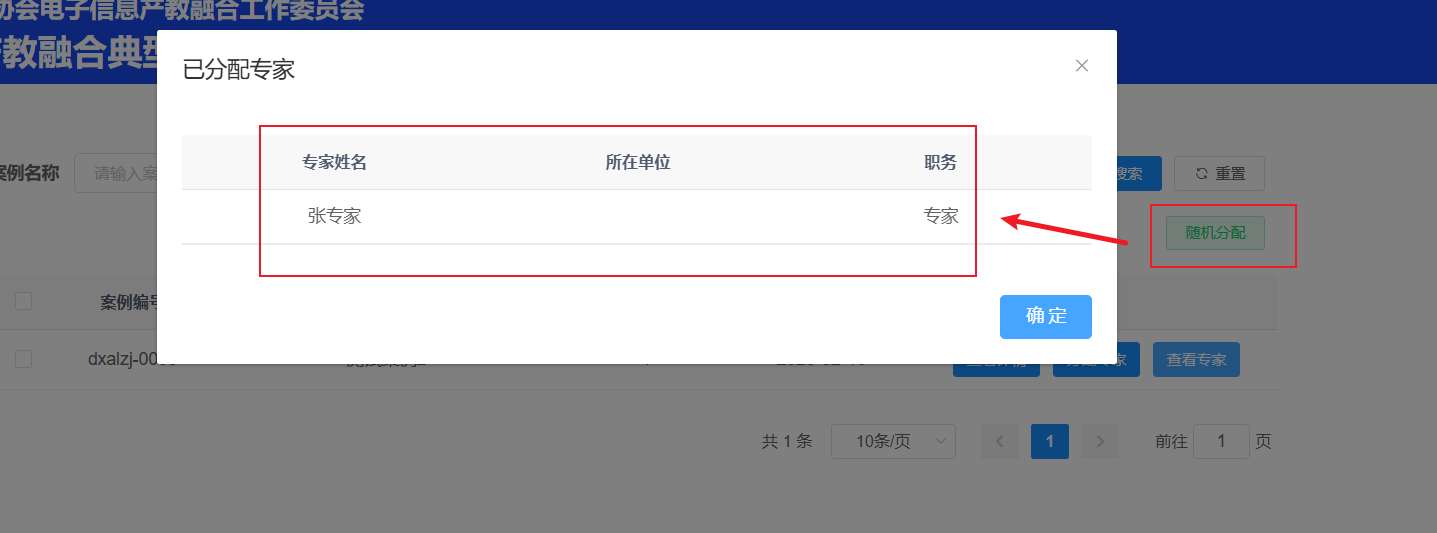 协会电子信息产教融合工作委员会
产教融合典型
已分配专家
专家姓名 所在单位 职务
张专家 专家
确 定
案例名称 请输入案 搜索 重置
随机分配
案例编号
dxalzj-00
查看专家
共 1 条 10条/页 1 前往 1 页